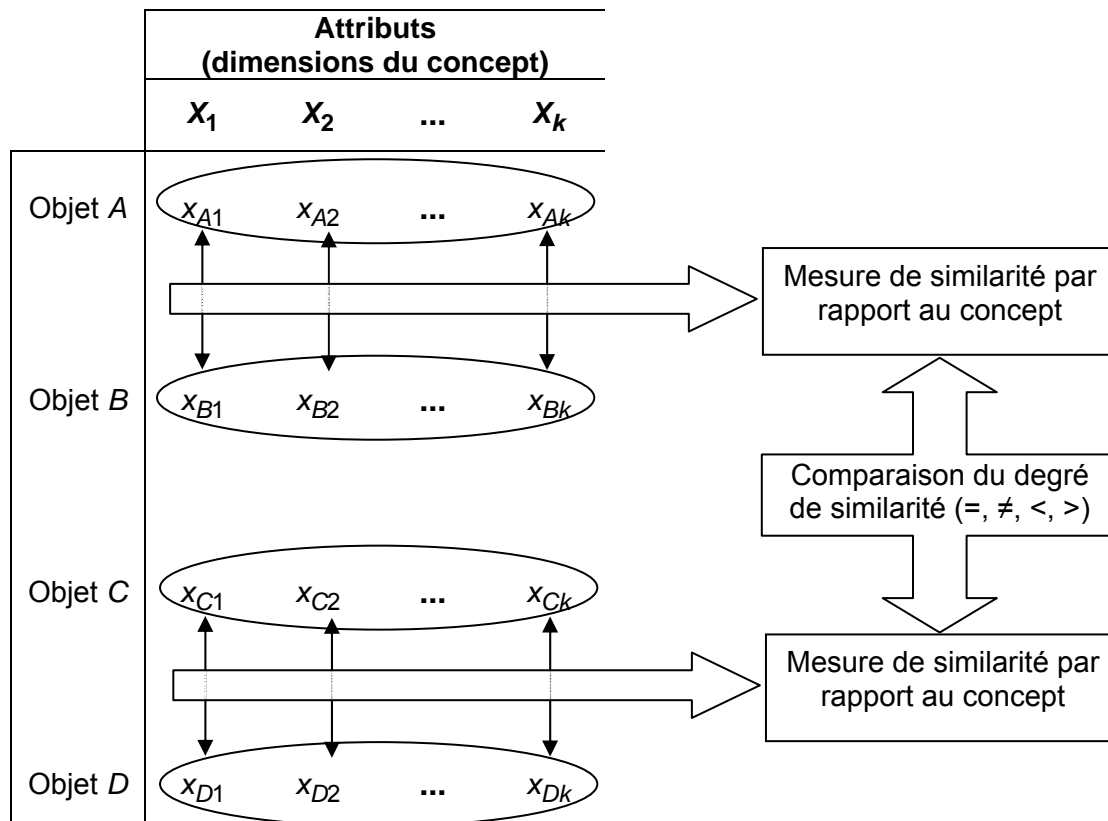 Attributs
(dimensions du concept)
X1 X2 ... Xk
Objet A xA1 xA2 ... xAk
Mesure de similarité par
rapport au concept
Objet B xB1 xB2 ... xBk
Comparaison du degré
de similarité (=, ≠, <, >)
Objet C xC1 xC2 ... xCk
Mesure de similarité par
rapport au concept
Objet D xD1 xD2 ... xDk